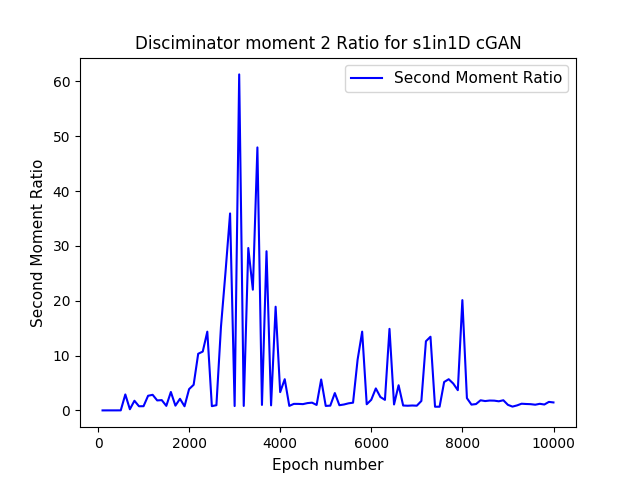 Disciminator moment 2 Ratio for s1in1D cGAN
Second Moment Ratio
Second Moment Ratio
60
50
40
30
20
10
0
0 2000 4000 6000 8000 10000
Epoch number